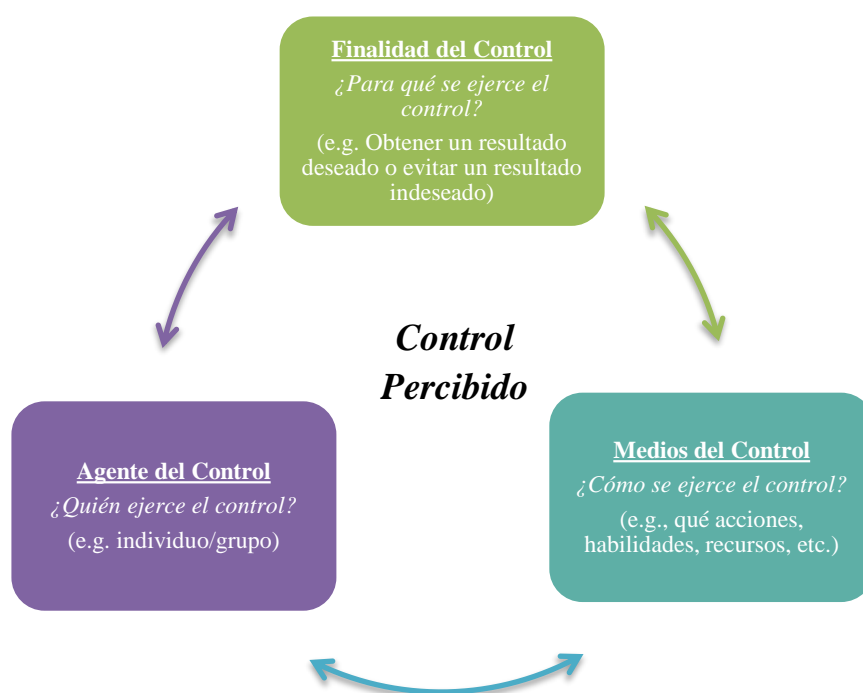 Finalidad del Control
¿Para qué se ejerce el
control?
(e.g. Obtener un resultado
deseado o evitar un resultado
indeseado)
Control
Percibido
Agente del Control
¿Quién ejerce el control?
(e.g. individuo/grupo)
Medios del Control
¿Cómo se ejerce el control?
(e.g., qué acciones,
habilidades, recursos, etc.)